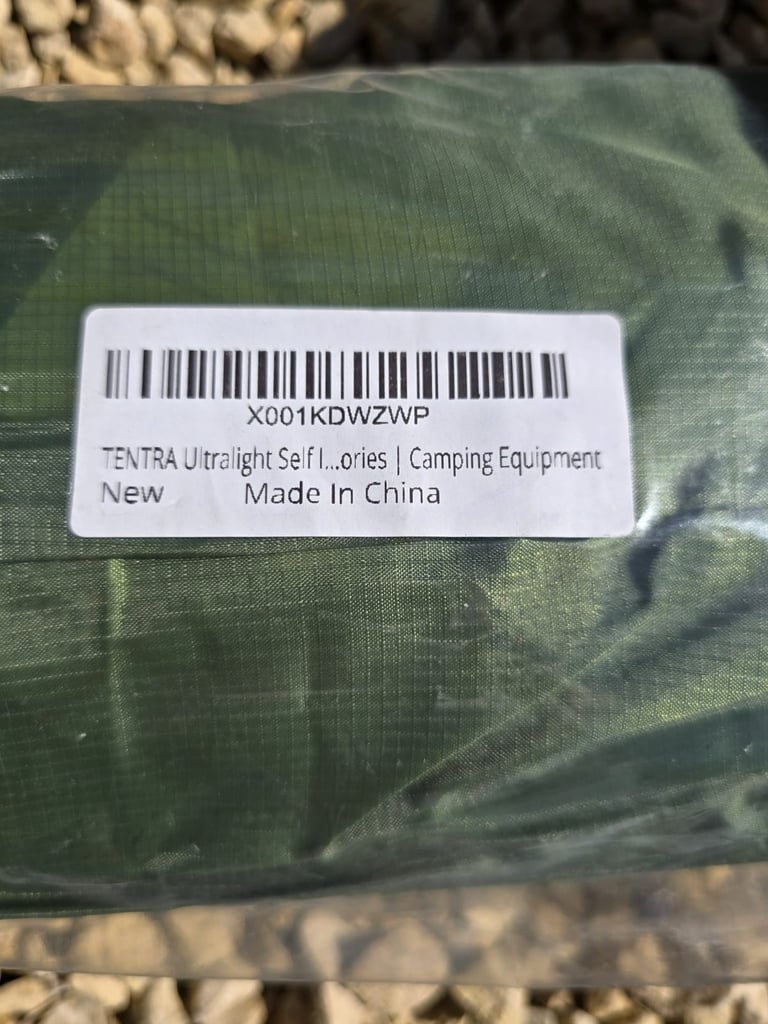 X001KDWZWP
TENTRA Ultralight Self I...ories | Camping Equipment
New Made In China